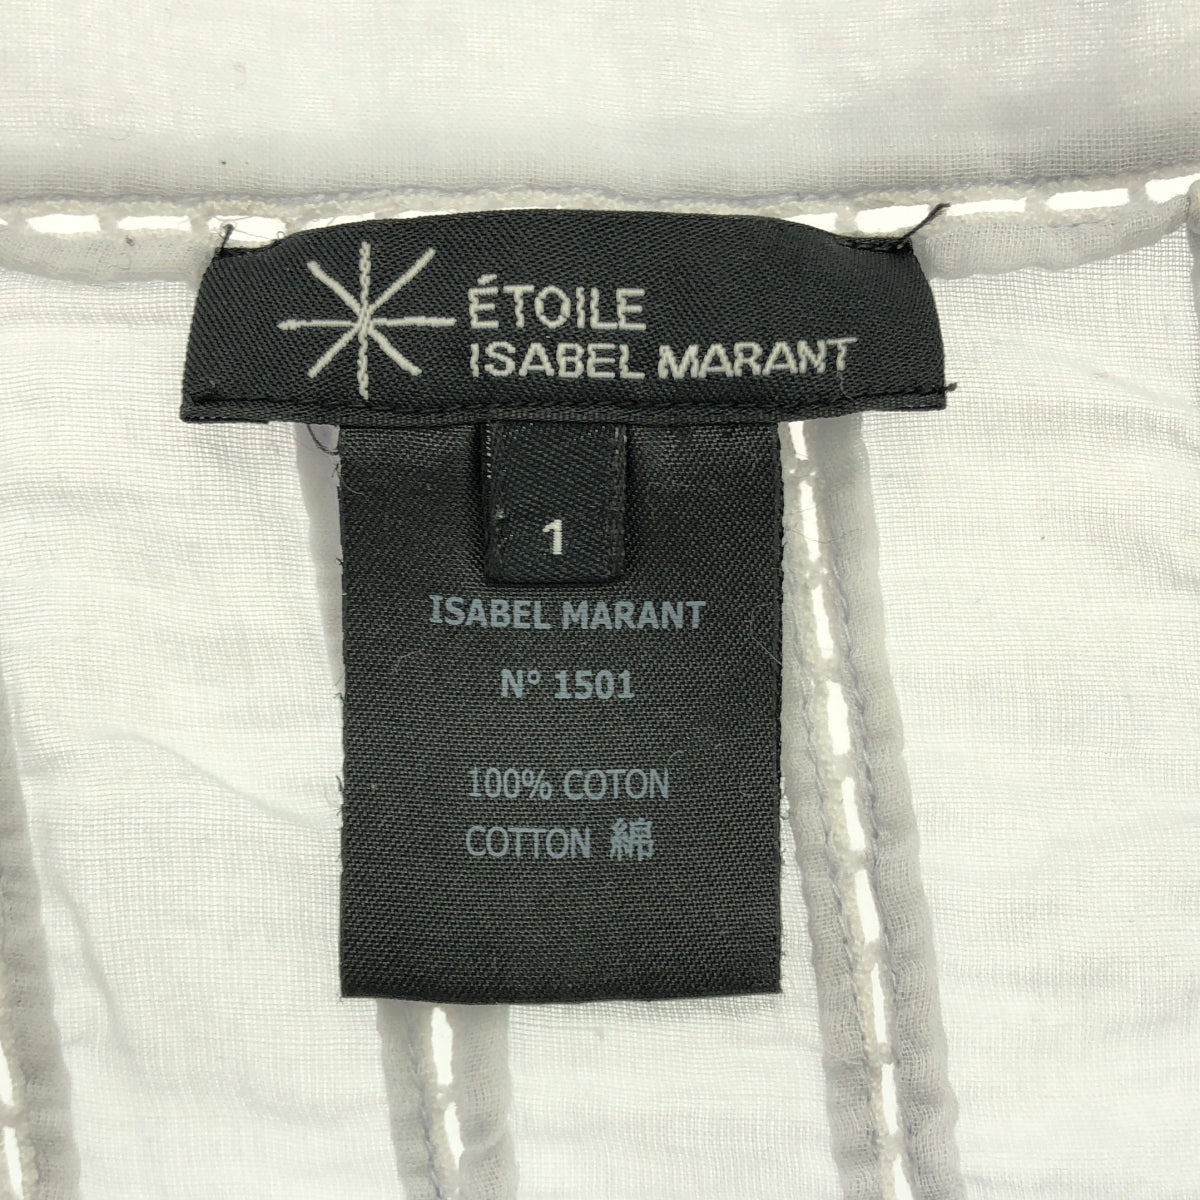 ÉTOILE
ISABEL MARANT
1
ISABEL MARANT
N° 1501
100% COTON
COTTON 綿